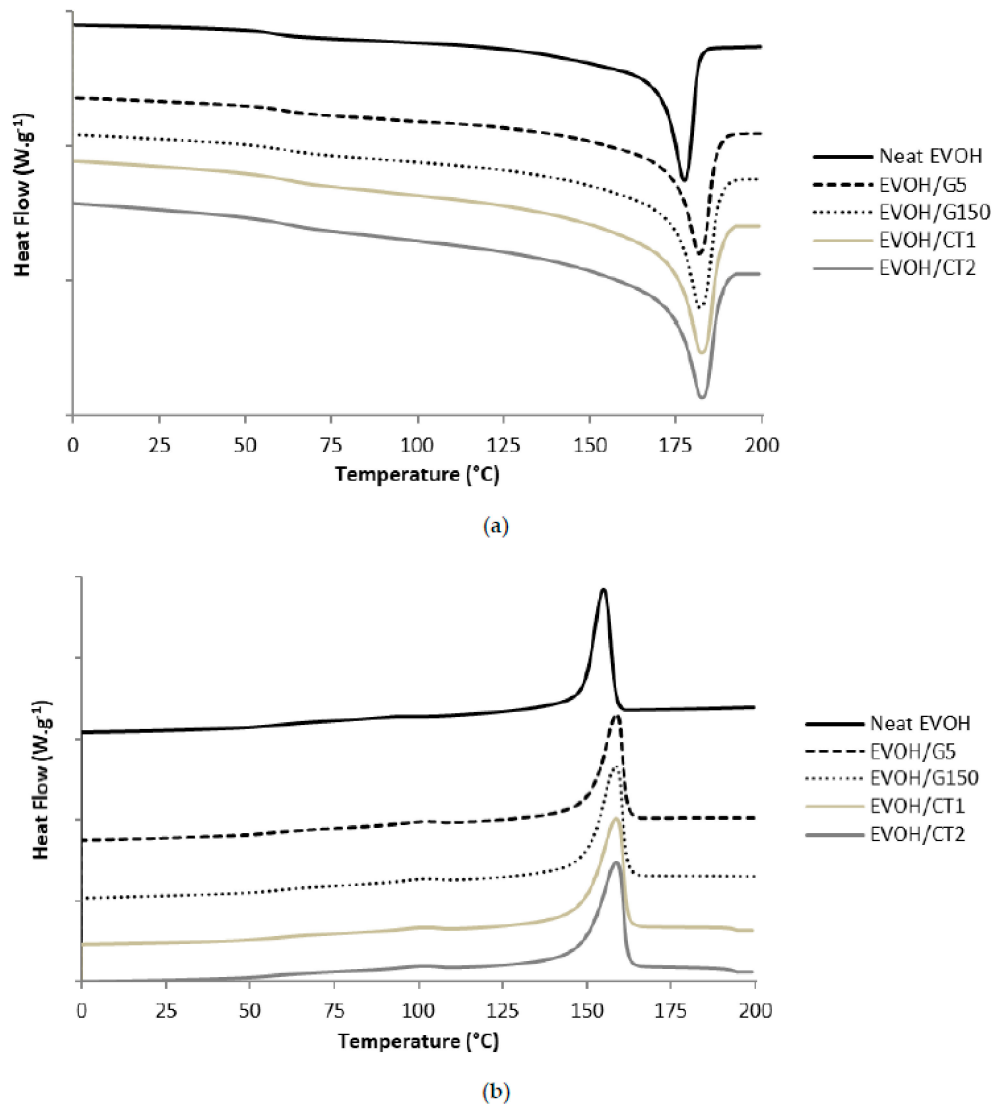 Heat Flow (W.g⁻¹)
Neat EVOH
EVOH/G5
EVOH/G150
EVOH/CT1
EVOH/CT2
0 25 50 75 100 125 150 175 200
Temperature (°C)
(a)
Heat Flow (W.g⁻¹)
Neat EVOH
EVOH/G5
EVOH/G150
EVOH/CT1
EVOH/CT2
0 25 50 75 100 125 150 175 200
Temperature (°C)
(b)